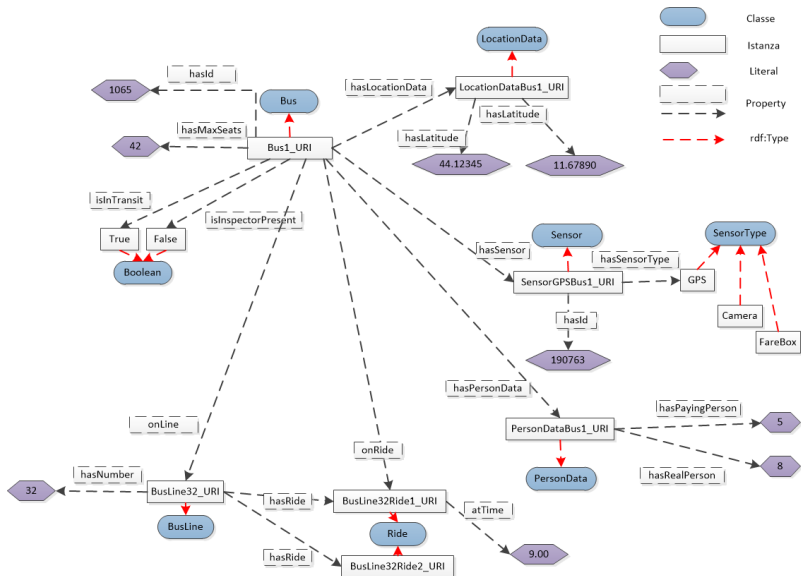 LocationData
Classe
Istanza
Literal
Property
rdf:Type
hasId
1065
Bus
hasLocationData
LocationDataBus1_URI
hasMaxSeats
42
Bus1_URI
hasLatitude
hasLatitude
44.12345
11.67890
isInTransit
isInspectorPresent
True
False
Boolean
Sensor
SensorType
hasSensor
hasSensorType
SensorGPSBus1_URI
GPS
Camera
FareBox
hasId
190763
hasPersonData
hasPayingPerson
5
PersonDataBus1_URI
hasRealPerson
8
PersonData
onLine
onRide
hasNumber
32
BusLine32_URI
hasRide
BusLine32Ride1_URI
atTime
BusLine
Ride
hasRide
9.00
BusLine32Ride2_URI